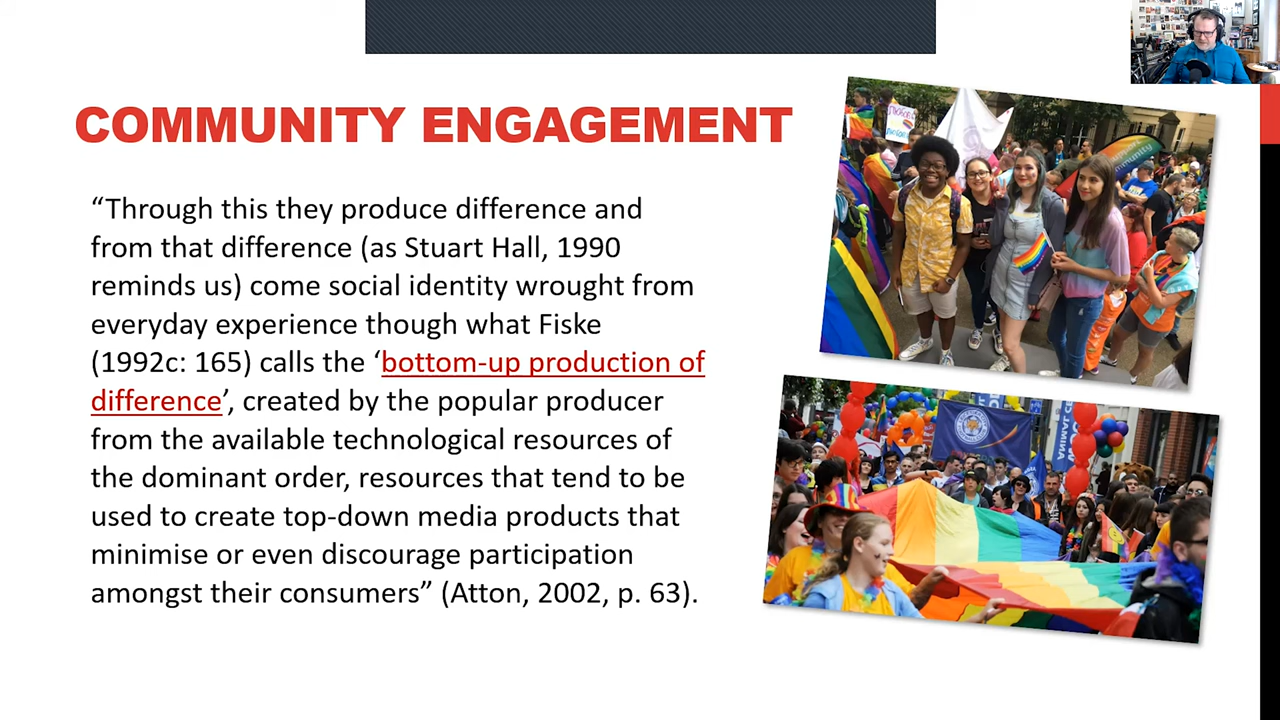 COMMUNITY ENGAGEMENT
“Through this they produce difference and
from that difference (as Stuart Hall, 1990
reminds us) come social identity wrought from
everyday experience though what Fiske
(1992c: 165) calls the ‘bottom-up production of
difference’, created by the popular producer
from the available technological resources of
the dominant order, resources that tend to be
used to create top-down media products that
minimise or even discourage participation
amongst their consumers” (Atton, 2002, p. 63).